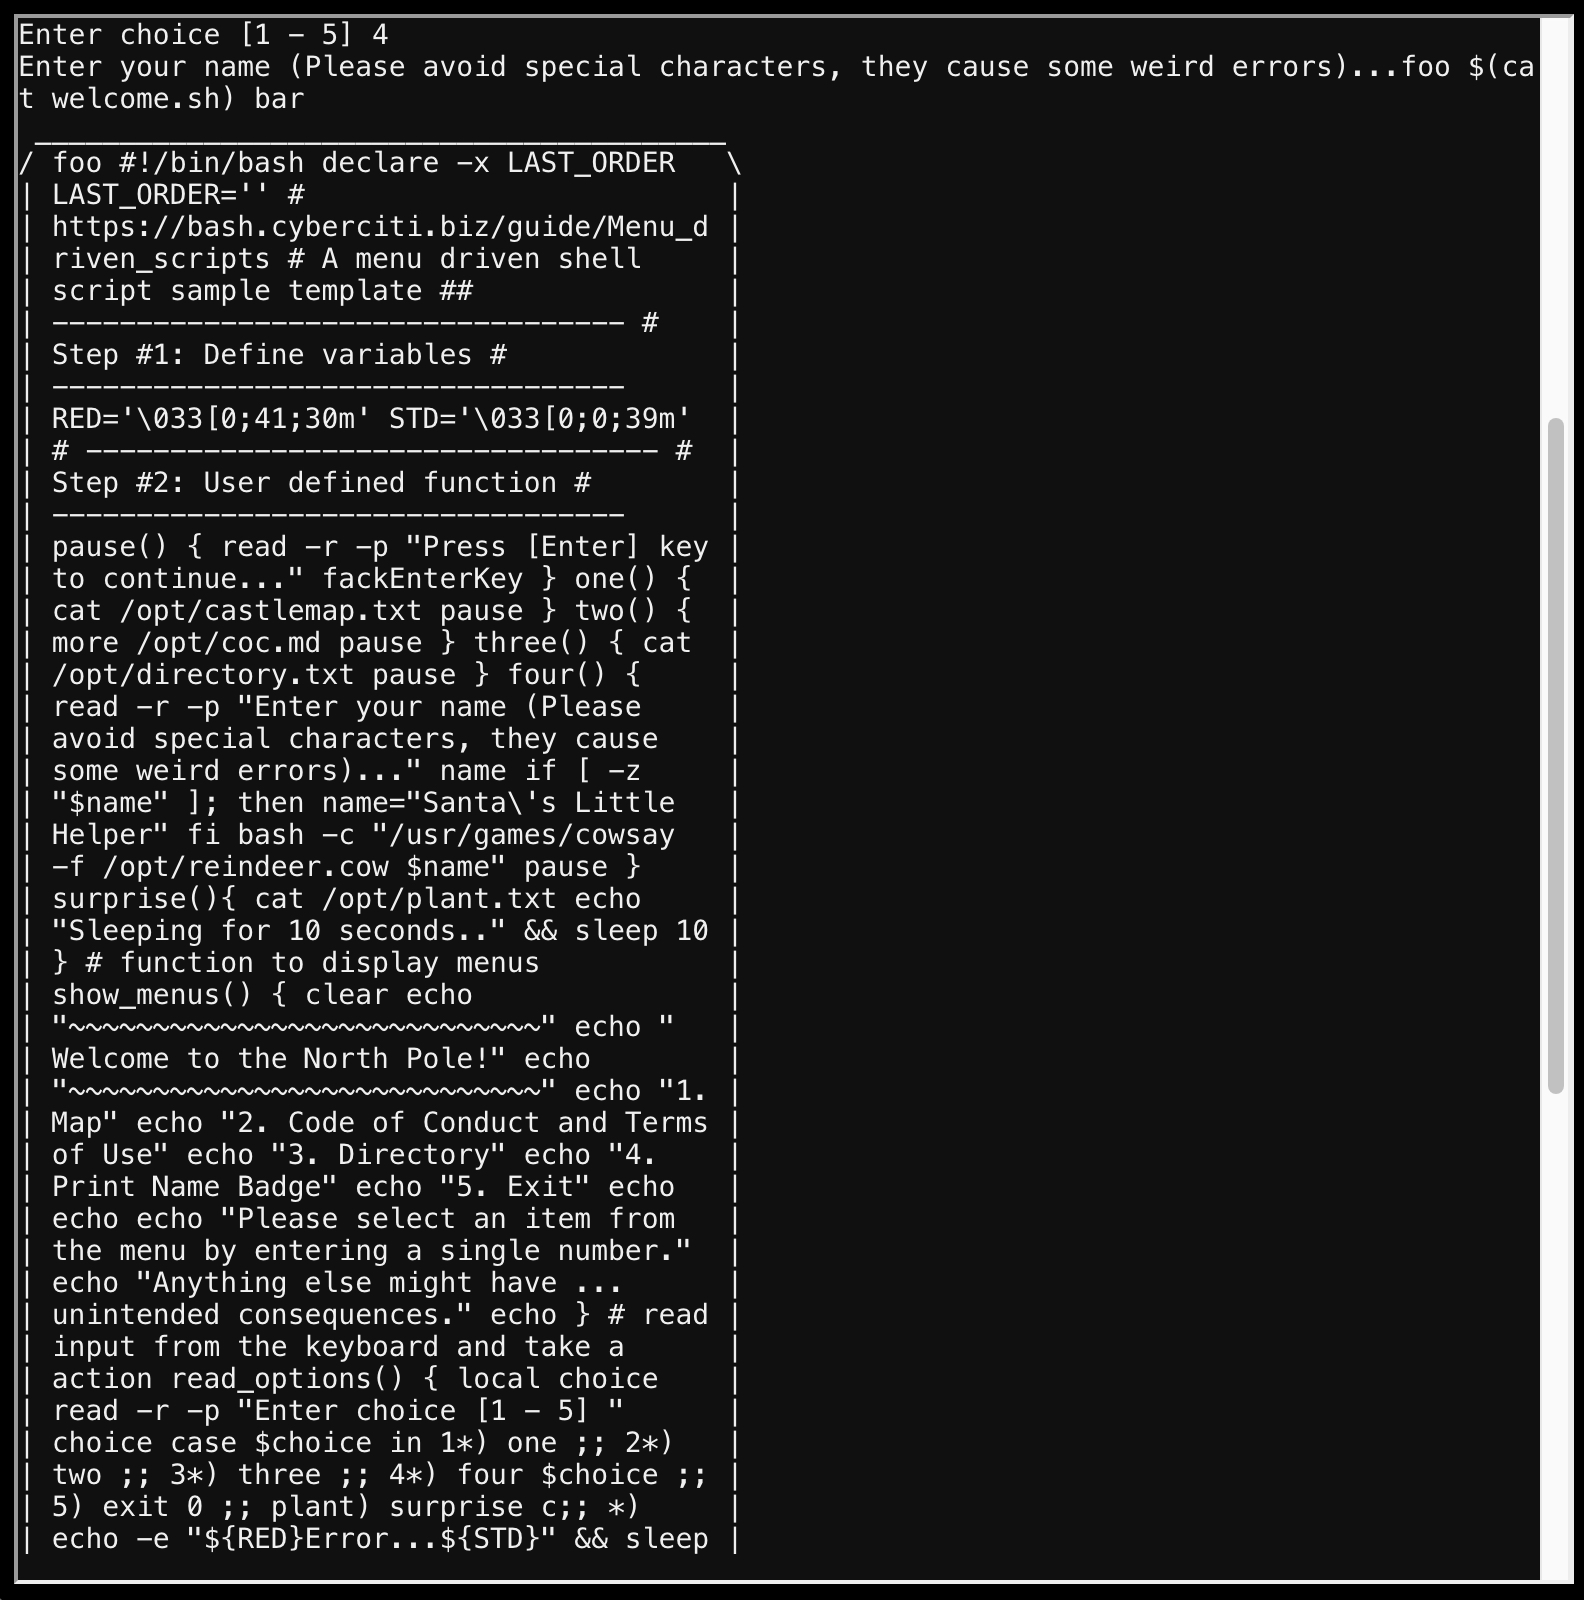 Enter choice [1 - 5] 4
Enter your name (Please avoid special characters, they cause some weird errors)...foo $(ca
t welcome.sh) bar
 _________________________________________
/ foo #!/bin/bash declare -x LAST_ORDER   \
| LAST_ORDER='' #                         |
| https://bash.cyberciti.biz/guide/Menu_d |
| riven_scripts # A menu driven shell     |
| script sample template ##               |
| ---------------------------------- #    |
| Step #1: Define variables #             |
| ----------------------------------      |
| RED='\033[0;41;30m' STD='\033[0;0;39m'  |
| # ---------------------------------- #  |
| Step #2: User defined function #        |
| ----------------------------------      |
| pause() { read -r -p "Press [Enter] key |
| to continue..." fackEnterKey } one() {  |
| cat /opt/castlemap.txt pause } two() {  |
| more /opt/coc.md pause } three() { cat  |
| /opt/directory.txt pause } four() {     |
| read -r -p "Enter your name (Please     |
| avoid special characters, they cause    |
| some weird errors)..." name if [ -z     |
| "$name" ]; then name="Santa\'s Little   |
| Helper" fi bash -c "/usr/games/cowsay   |
| -f /opt/reindeer.cow $name" pause }     |
| surprise(){ cat /opt/plant.txt echo     |
| "Sleeping for 10 seconds.." && sleep 10 |
| } # function to display menus           |
| show_menus() { clear echo               |
| "~~~~~~~~~~~~~~~~~~~~~~~~~~~~" echo "   |
| Welcome to the North Pole!" echo        |
| "~~~~~~~~~~~~~~~~~~~~~~~~~~~~" echo "1. |
| Map" echo "2. Code of Conduct and Terms |
| of Use" echo "3. Directory" echo "4.    |
| Print Name Badge" echo "5. Exit" echo   |
| echo echo "Please select an item from   |
| the menu by entering a single number."  |
| echo "Anything else might have ...      |
| unintended consequences." echo } # read |
| input from the keyboard and take a      |
| action read_options() { local choice    |
| read -r -p "Enter choice [1 - 5] "      |
| choice case $choice in 1*) one ;; 2*)   |
| two ;; 3*) three ;; 4*) four $choice ;; |
| 5) exit 0 ;; plant) surprise c;; *)     |
| echo -e "${RED}Error...${STD}" && sleep |